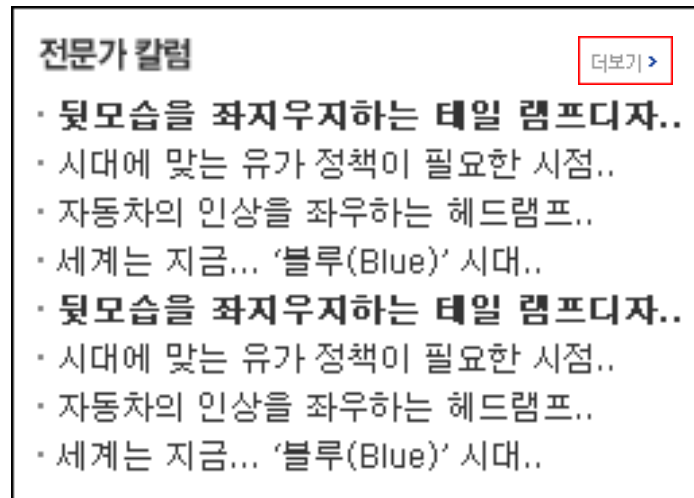 전문가 칼럼
더보기 >
· 뒷모습을 좌지우지하는 테일 램프디자..
· 시대에 맞는 유가 정책이 필요한 시점..
· 자동차의 인상을 좌우하는 헤드램프..
· 세계는 지금... ‘블루(Blue)’ 시대..
· 뒷모습을 좌지우지하는 테일 램프디자..
· 시대에 맞는 유가 정책이 필요한 시점..
· 자동차의 인상을 좌우하는 헤드램프..
· 세계는 지금... ‘블루(Blue)’ 시대..